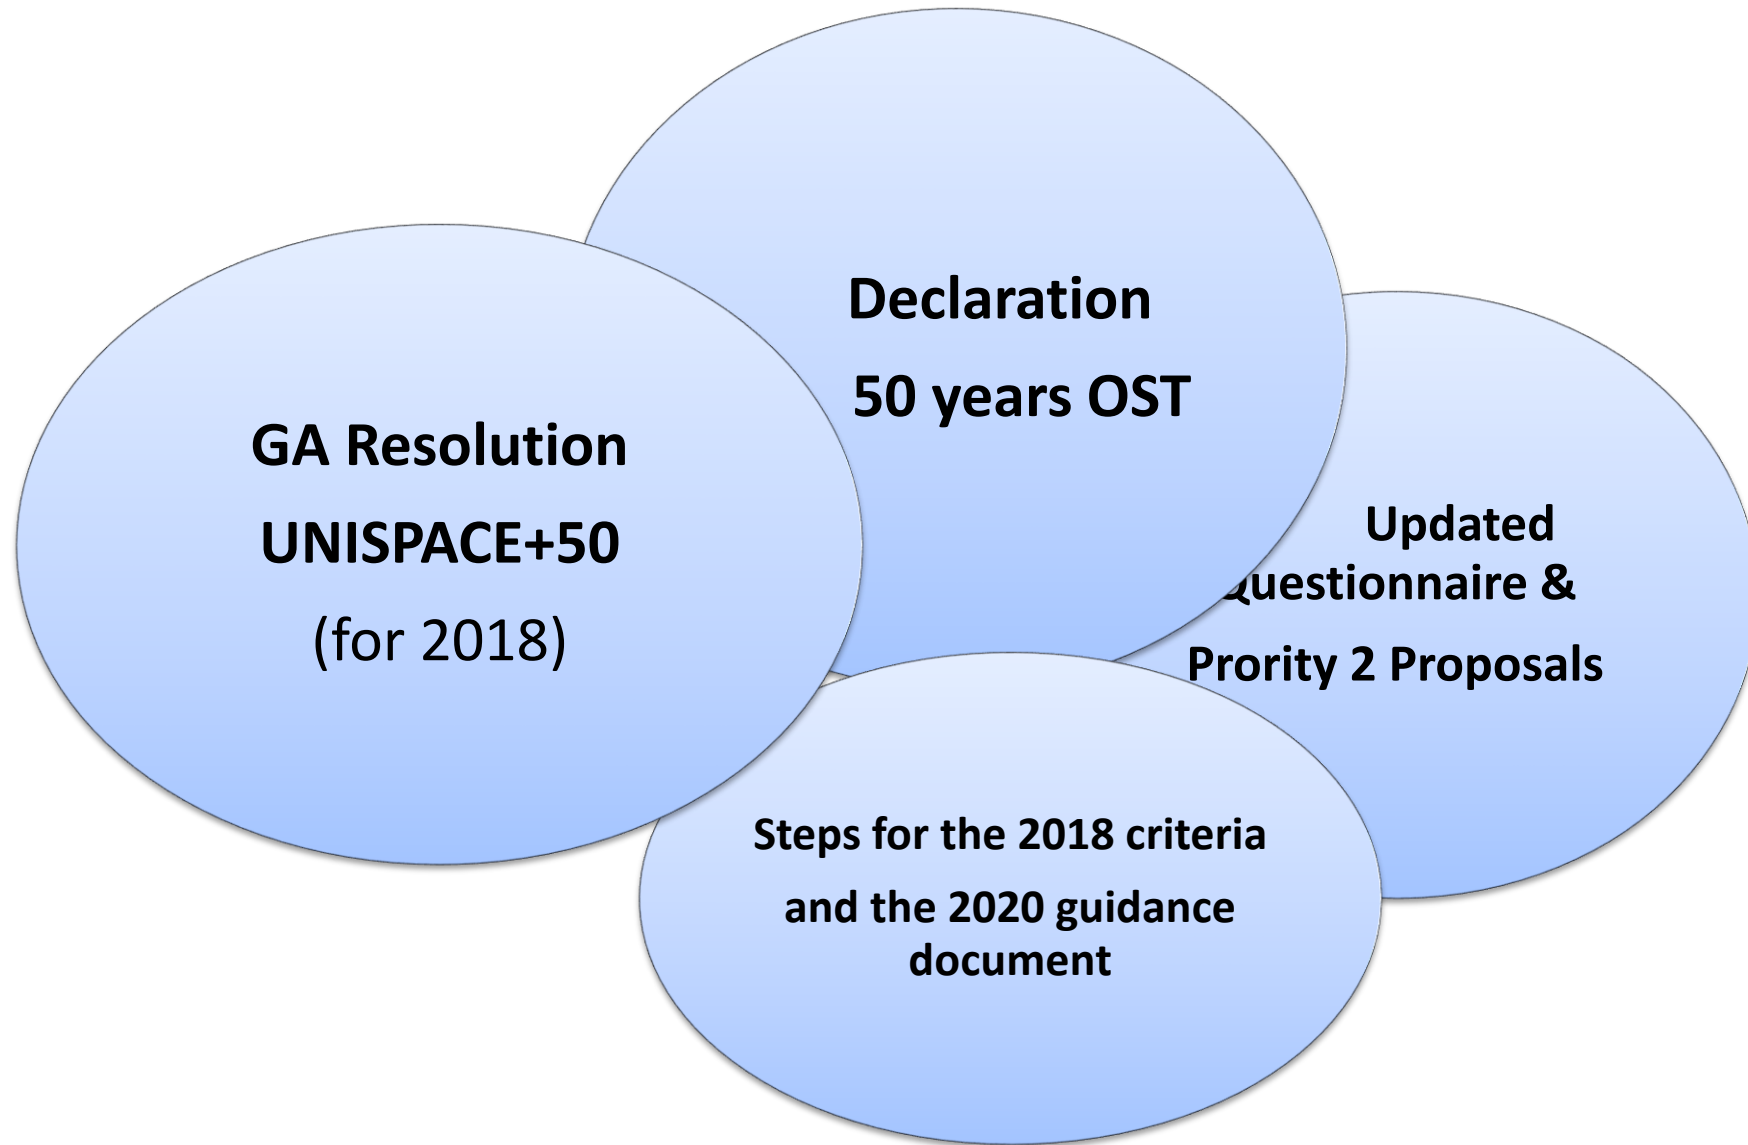 Declaration
50 years OST
GA Resolution
UNISPACE+50
(for 2018)
Updated
Questionnaire &
Prority 2 Proposals
Steps for the 2018 criteria
and the 2020 guidance
document